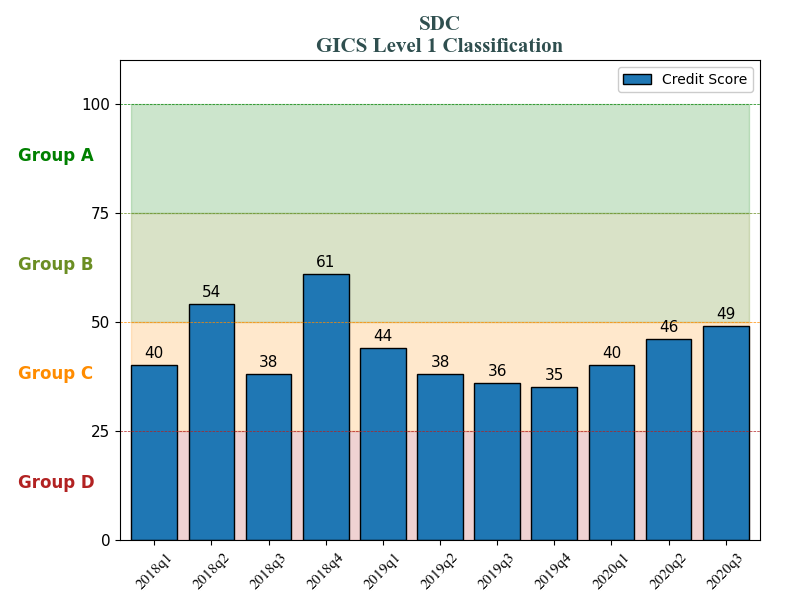 SDC
GICS Level 1 Classification
Credit Score
100
Group A
75
Group B
61
54
50
49
46
44
40
40
38
38
36
35
Group C
25
Group D
0
2018q1 2018q2 2018q3 2018q4 2019q1 2019q2 2019q3 2019q4 2020q1 2020q2 2020q3